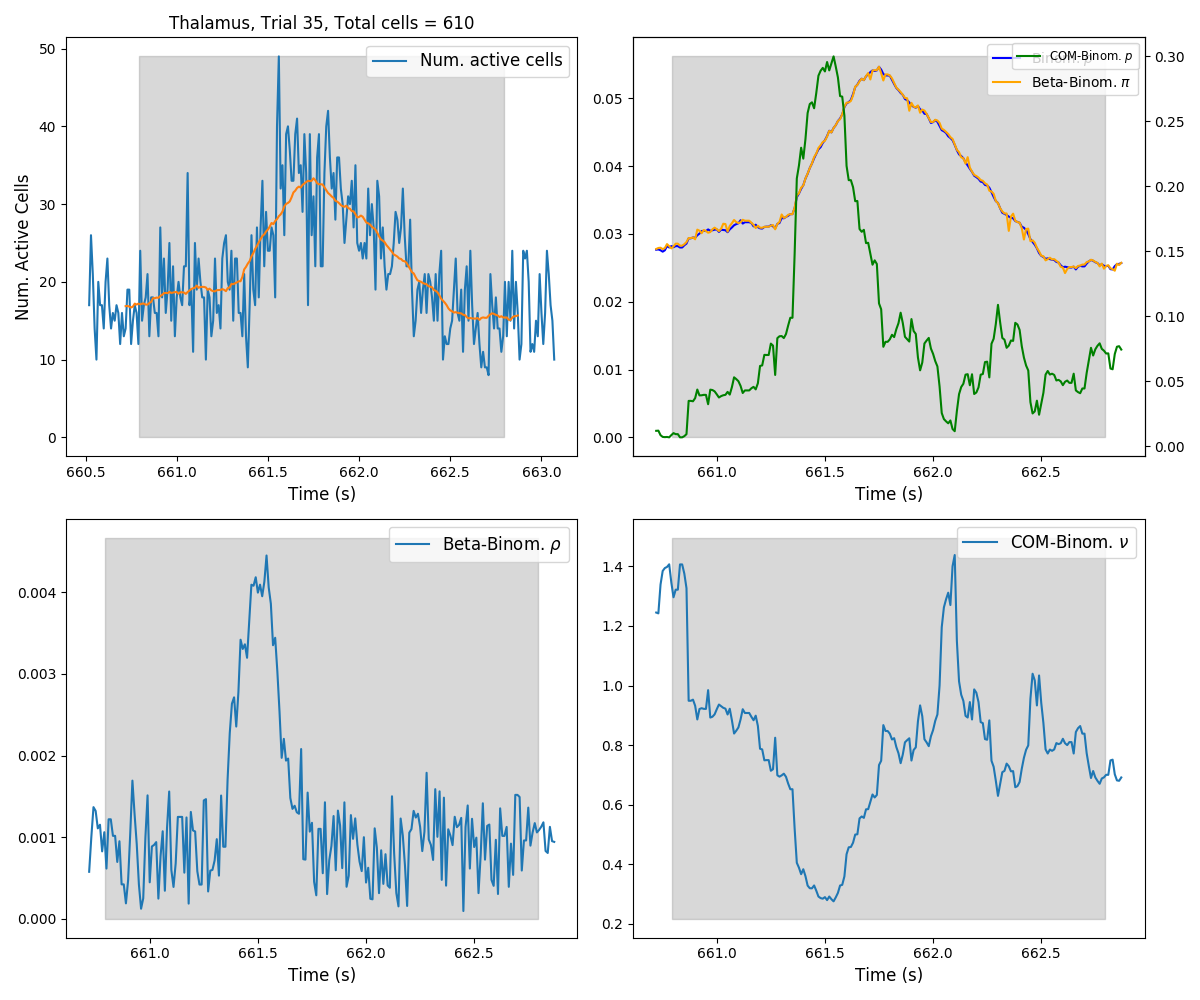 Thalamus, Trial 35, Total cells = 610
Num. active cells
50
40
30
20
10
0
Num. Active Cells
660.5 661.0 661.5 662.0 662.5 663.0
Time (s)
COM-Binom. p
Beta-Binom. π
0.05
0.04
0.03
0.02
0.01
0.00
0.30
0.25
0.20
0.15
0.10
0.05
0.00
661.0 661.5 662.0 662.5
Time (s)
Beta-Binom. ρ
0.004
0.003
0.002
0.001
0.000
661.0 661.5 662.0 662.5
Time (s)
COM-Binom. ν
1.4
1.2
1.0
0.8
0.6
0.4
0.2
661.0 661.5 662.0 662.5
Time (s)